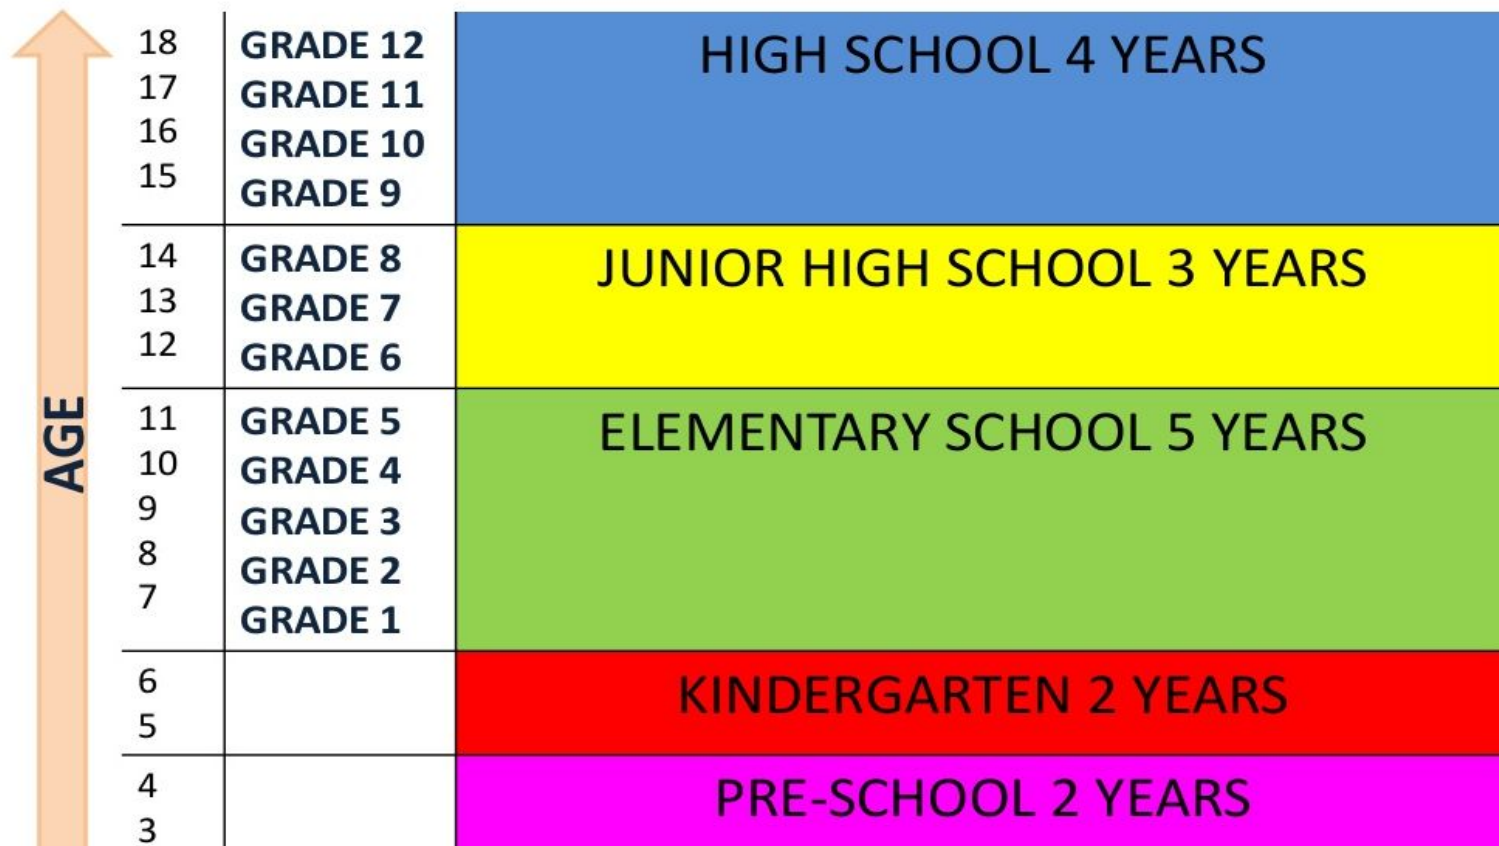 18 GRADE 12 HIGH SCHOOL 4 YEARS
17 GRADE 11
16 GRADE 10
15 GRADE 9
14 GRADE 8 JUNIOR HIGH SCHOOL 3 YEARS
13 GRADE 7
12 GRADE 6
AGE
11 GRADE 5 ELEMENTARY SCHOOL 5 YEARS
10 GRADE 4
9 GRADE 3
8 GRADE 2
7 GRADE 1
6 KINDERGARTEN 2 YEARS
5
4 PRE-SCHOOL 2 YEARS
3